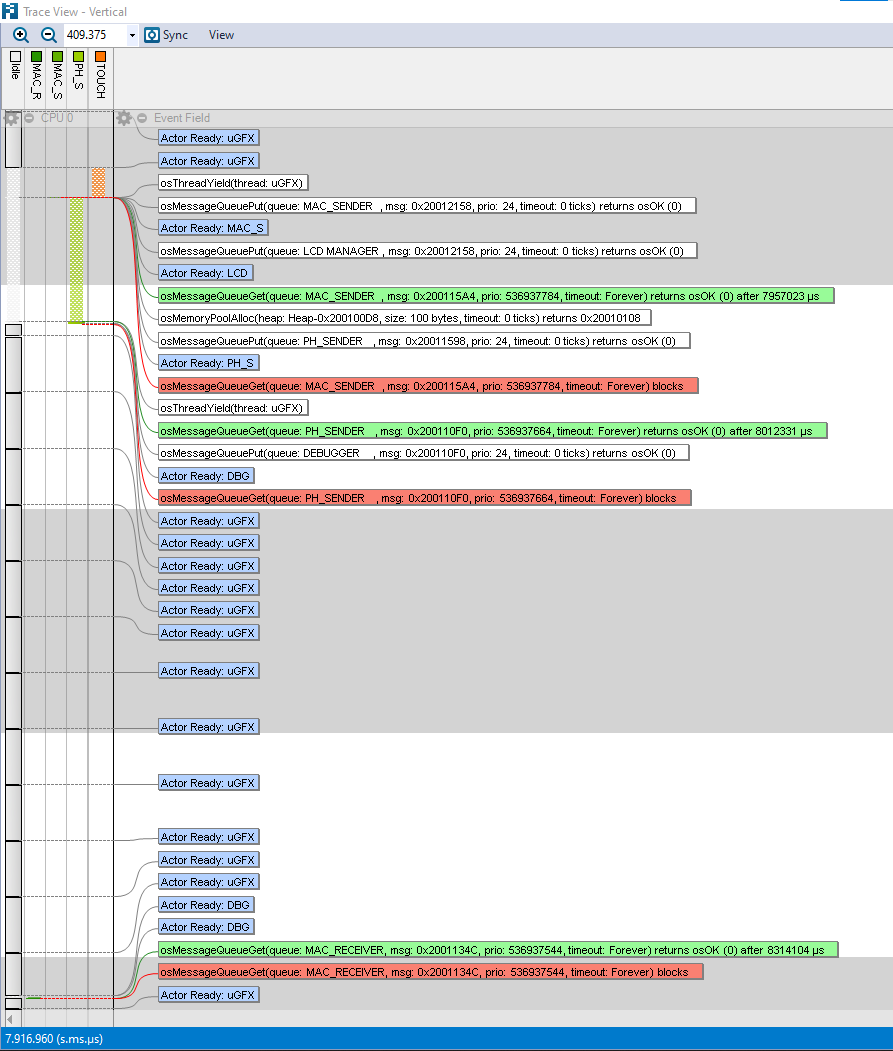 Trace View - Vertical
409.375 Sync View
Idle
MAC_R
MAC_S
PH_S
TOUCH
CPU 0 Event Field
Actor Ready: uGFX
Actor Ready: uGFX
osThreadYield(thread: uGFX)
osMessageQueuePut(queue: MAC_SENDER , msg: 0x20012158, prio: 24, timeout: 0 ticks) returns osOK (0)
Actor Ready: MAC_S
osMessageQueuePut(queue: LCD MANAGER , msg: 0x20012158, prio: 24, timeout: 0 ticks) returns osOK (0)
Actor Ready: LCD
osMessageQueueGet(queue: MAC_SENDER , msg: 0x200115A4, prio: 536937784, timeout: Forever) returns osOK (0) after 7957023 µs
osMemoryPoolAlloc(heap: Heap-0x200100D8, size: 100 bytes, timeout: 0 ticks) returns 0x20010108
osMessageQueuePut(queue: PH_SENDER , msg: 0x20011598, prio: 24, timeout: 0 ticks) returns osOK (0)
Actor Ready: PH_S
osMessageQueueGet(queue: MAC_SENDER , msg: 0x200115A4, prio: 536937784, timeout: Forever) blocks
osThreadYield(thread: uGFX)
osMessageQueueGet(queue: PH_SENDER , msg: 0x200110F0, prio: 536937664, timeout: Forever) returns osOK (0) after 8012331 µs
osMessageQueuePut(queue: DEBUGGER , msg: 0x200110F0, prio: 24, timeout: 0 ticks) returns osOK (0)
Actor Ready: DBG
osMessageQueueGet(queue: PH_SENDER , msg: 0x200110F0, prio: 536937664, timeout: Forever) blocks
Actor Ready: uGFX
Actor Ready: uGFX
Actor Ready: uGFX
Actor Ready: uGFX
Actor Ready: uGFX
Actor Ready: uGFX
Actor Ready: uGFX
Actor Ready: uGFX
Actor Ready: uGFX
Actor Ready: uGFX
Actor Ready: uGFX
Actor Ready: uGFX
Actor Ready: DBG
Actor Ready: DBG
osMessageQueueGet(queue: MAC_RECEIVER, msg: 0x2001134C, prio: 536937544, timeout: Forever) returns osOK (0) after 8314104 µs
osMessageQueueGet(queue: MAC_RECEIVER, msg: 0x2001134C, prio: 536937544, timeout: Forever) blocks
Actor Ready: uGFX
7.916.960 (s.ms.µs)